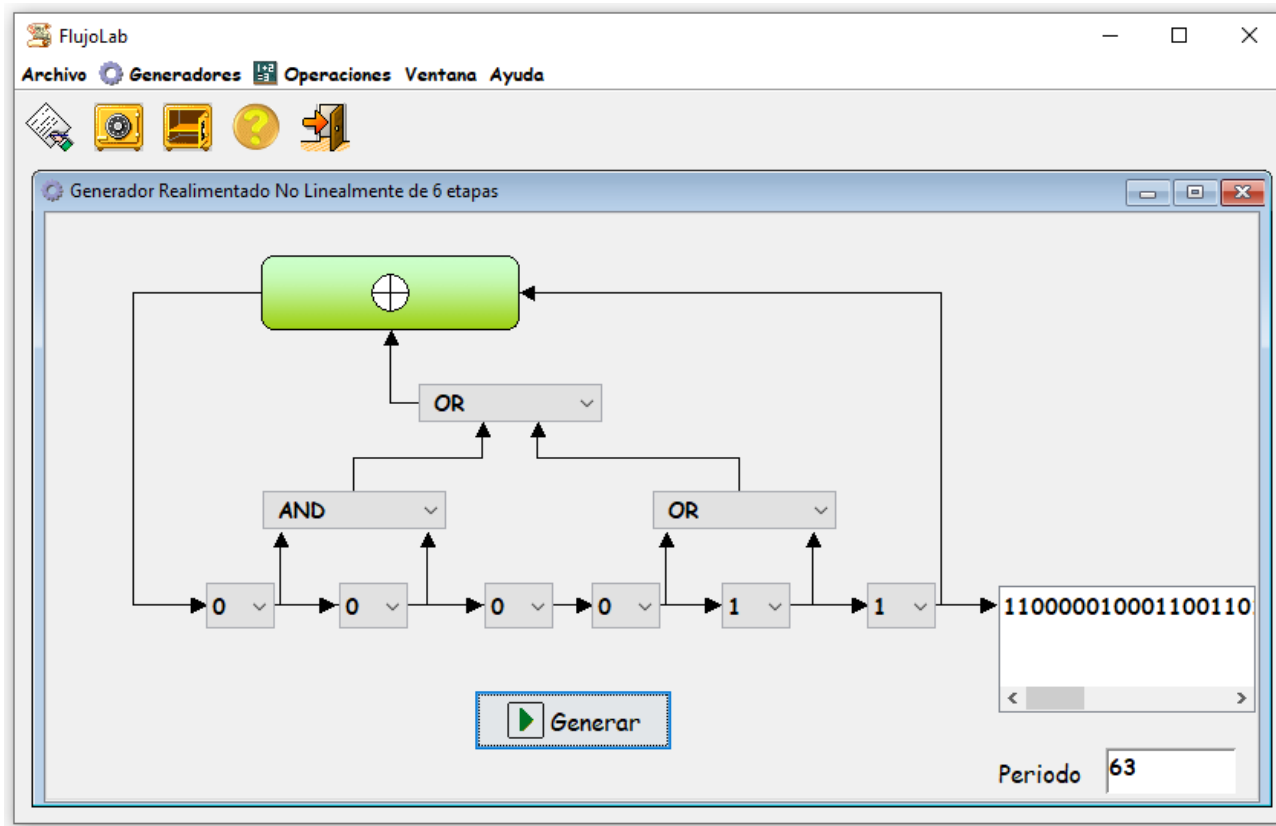 FlujoLab
Archivo Generadores Operaciones Ventana Ayuda
Generador Realimentado No Linealmente de 6 etapas
OR
AND OR
0 0 0 0 1 1 110000010001100110
Generar
Periodo 63